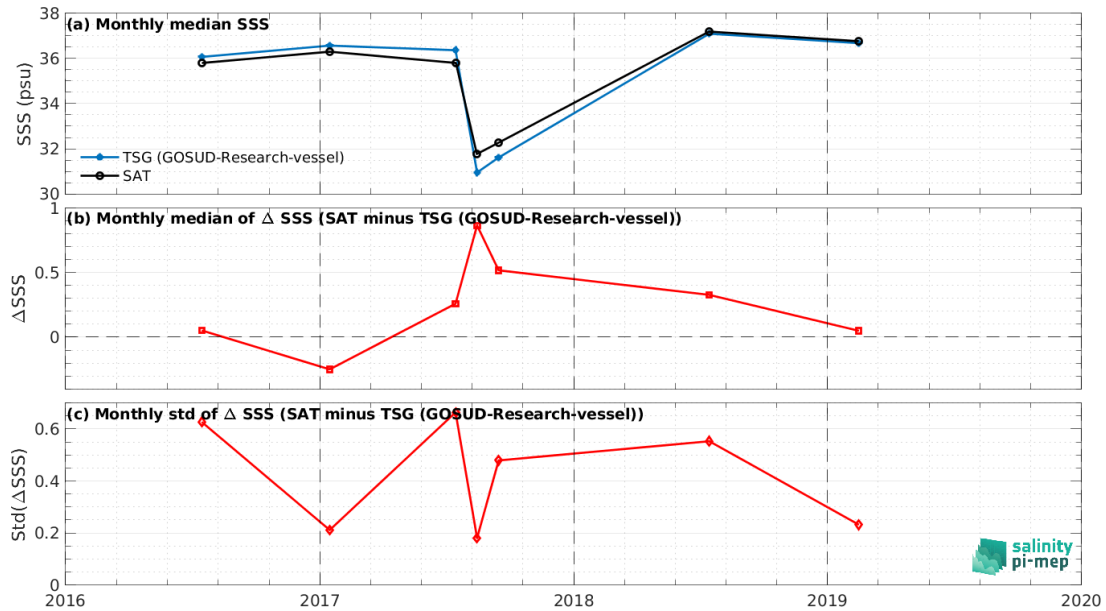 (a) Monthly median SSS
38
36
34
32
30
SSS (psu)
TSG (GOSUD-Research-vessel)
SAT
(b) Monthly median of Δ SSS (SAT minus TSG (GOSUD-Research-vessel))
1
0.5
0
ΔSSS
(c) Monthly std of Δ SSS (SAT minus TSG (GOSUD-Research-vessel))
0.6
0.4
0.2
0
Std(ΔSSS)
salinity
pi-mep
2016
2017
2018
2019
2020